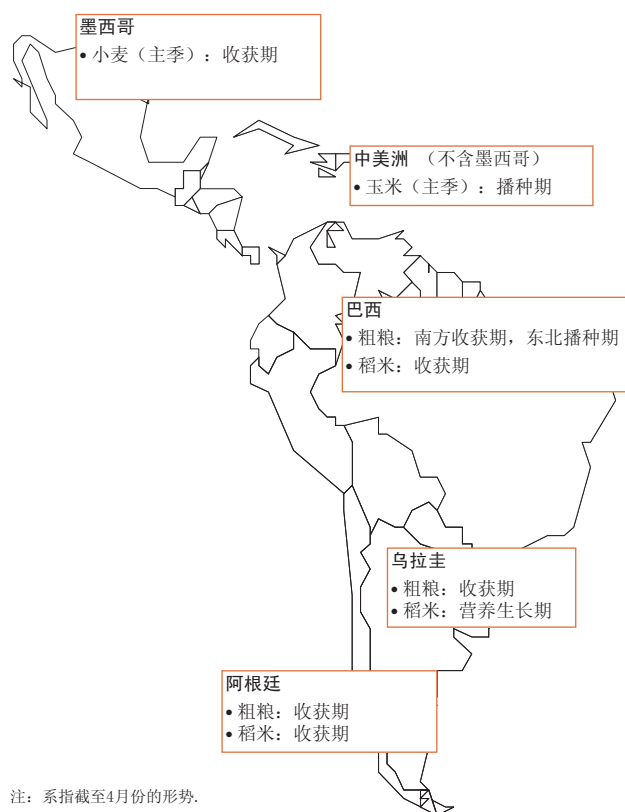 墨西哥
• 小麦（主季）：收获期
中美洲 （不含墨西哥）
• 玉米（主季）：播种期
巴西
• 粗粮：南方收获期，东北播种期
• 稻米：收获期
乌拉圭
• 粗粮：收获期
• 稻米：营养生长期
阿根廷
• 粗粮：收获期
• 稻米：收获期
注：系指截至4月份的形势.